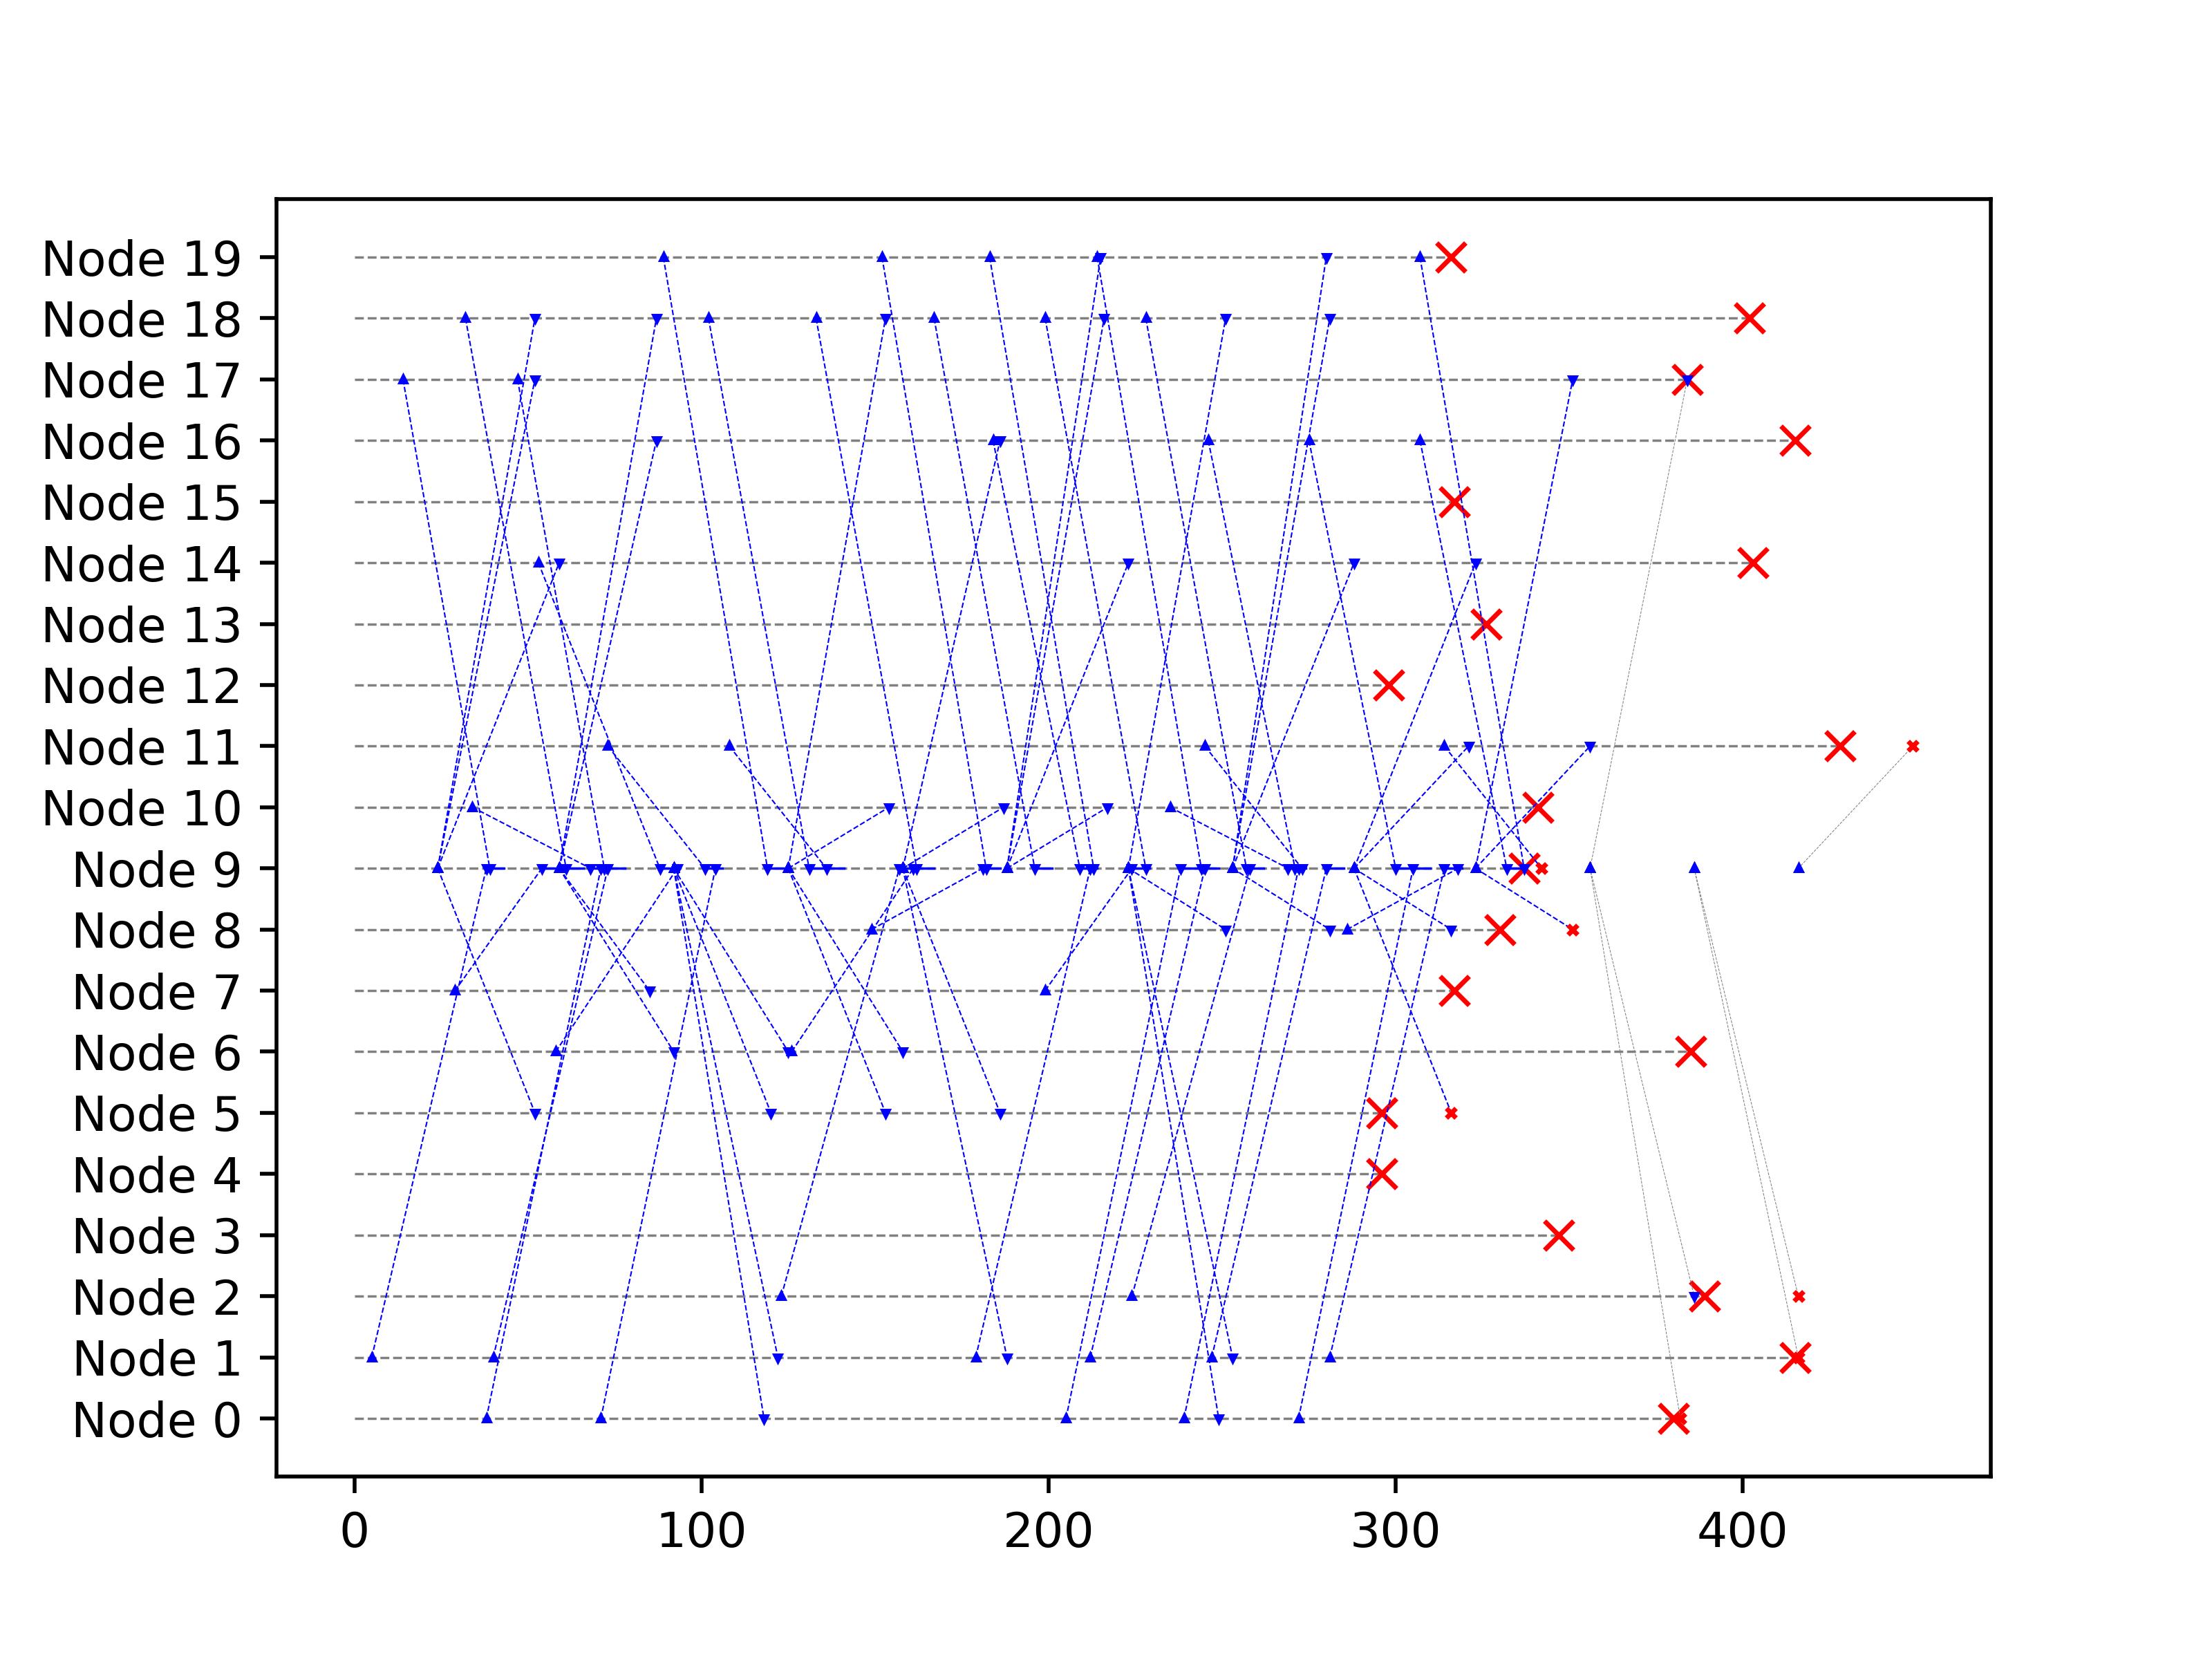 Node 19
Node 18
Node 17
Node 16
Node 15
Node 14
Node 13
Node 12
Node 11
Node 10
Node 9
Node 8
Node 7
Node 6
Node 5
Node 4
Node 3
Node 2
Node 1
Node 0
0 100 200 300 400